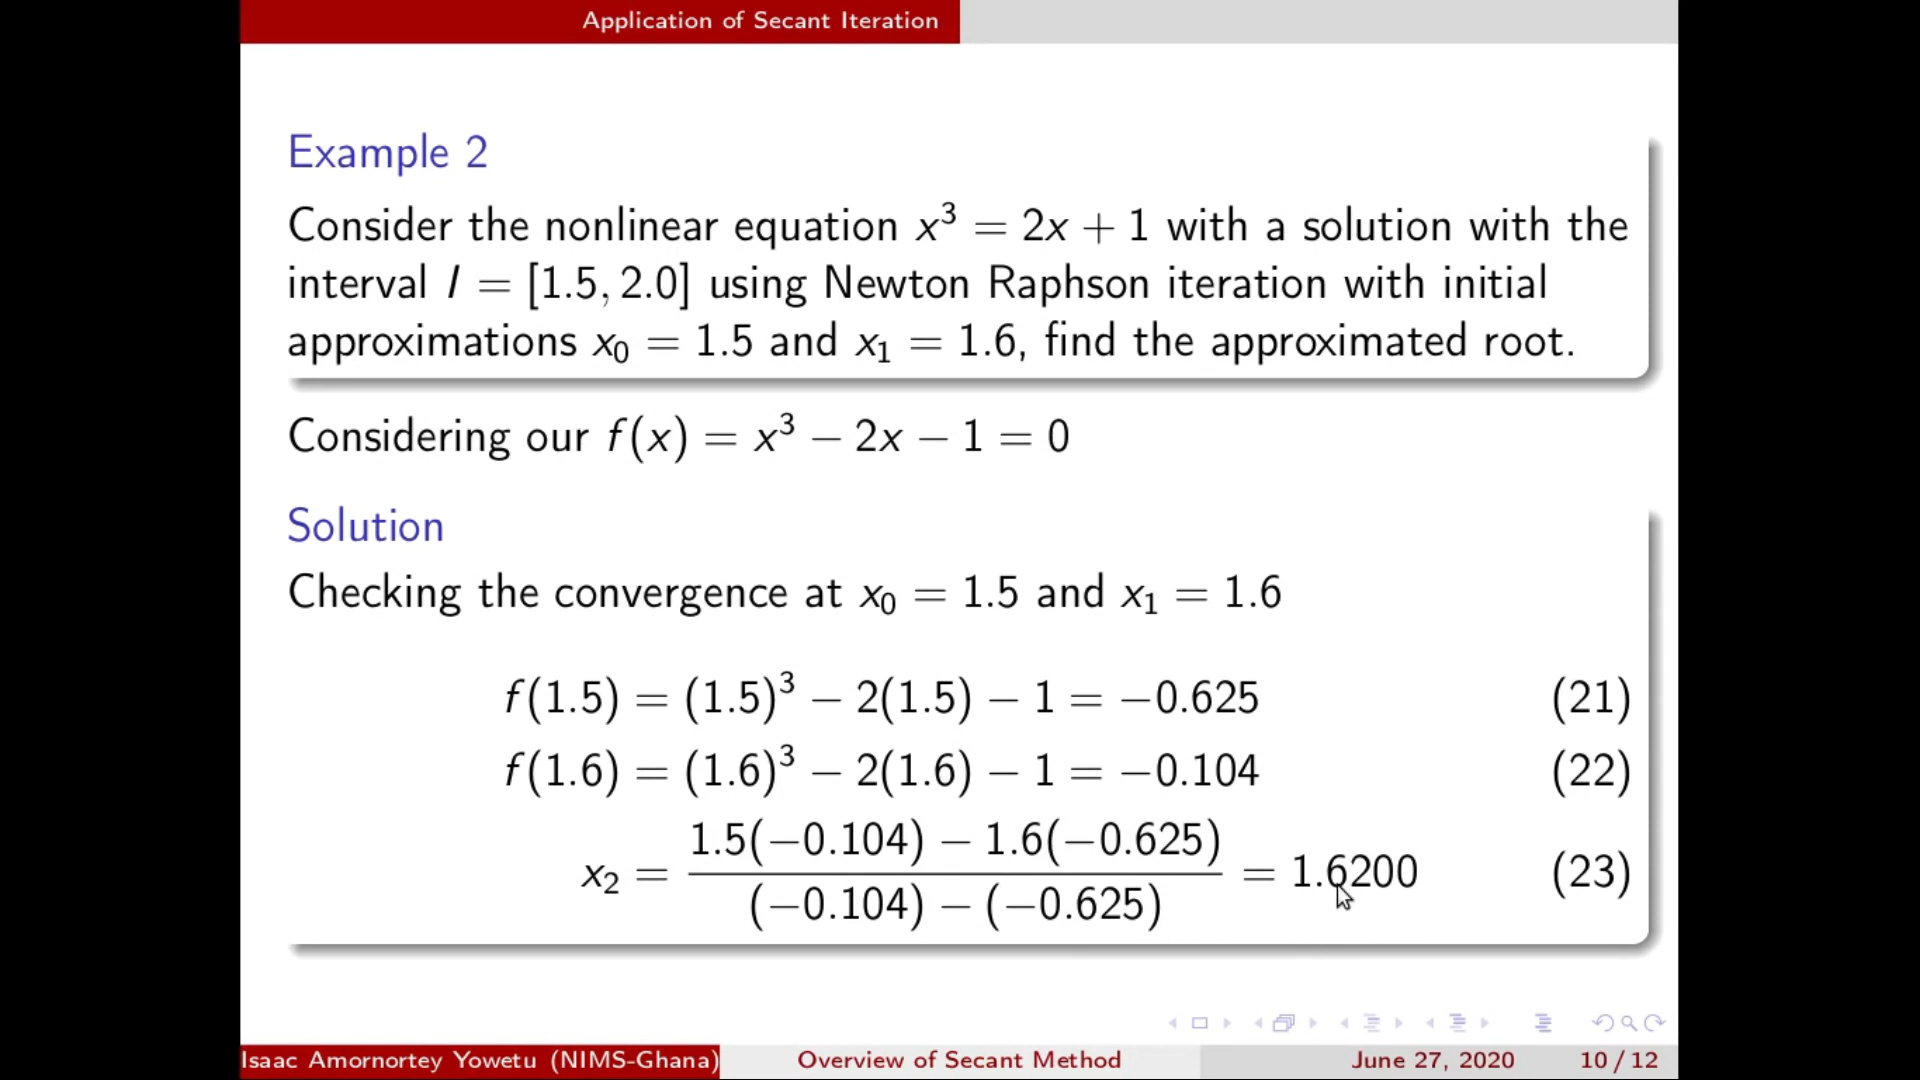 Application of Secant Iteration
Example 2
Consider the nonlinear equation x³ = 2x + 1 with a solution with the
interval I = [1.5, 2.0] using Newton Raphson iteration with initial
approximations x₀ = 1.5 and x₁ = 1.6, find the approximated root.
Considering our f(x) = x³ − 2x − 1 = 0
Solution
Checking the convergence at x₀ = 1.5 and x₁ = 1.6
f(1.5) = (1.5)³ − 2(1.5) − 1 = −0.625 (21)
f(1.6) = (1.6)³ − 2(1.6) − 1 = −0.104 (22)
1.5(−0.104) − 1.6(−0.625)
x₂ = = 1.6200 (23)
(−0.104) − (−0.625)
Isaac Amornortey Yowetu (NIMS-Ghana) Overview of Secant Method June 27, 2020 10 / 12